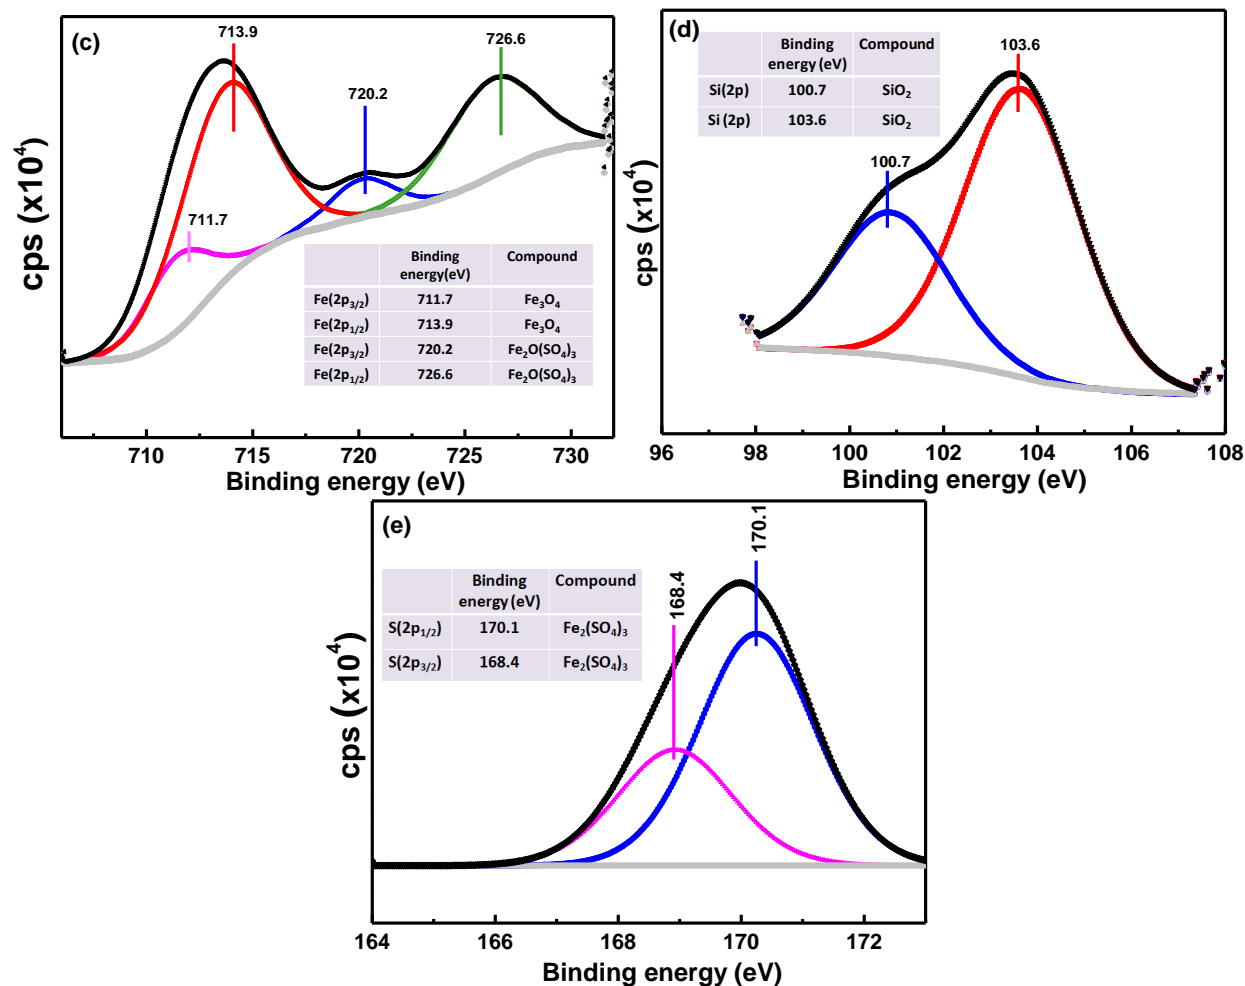 (c)
713.9
726.6
720.2
711.7
cps (x10⁴)
Binding energy(eV) Compound
Fe(2p₃/₂) 711.7 Fe₃O₄
Fe(2p₁/₂) 713.9 Fe₃O₄
Fe(2p₃/₂) 720.2 Fe₂O(SO₄)₃
Fe(2p₁/₂) 726.6 Fe₂O(SO₄)₃
710 715 720 725 730
Binding energy (eV)
(d)
Binding energy (eV) Compound
Si(2p) 100.7 SiO₂
Si (2p) 103.6 SiO₂
103.6
100.7
cps (x10⁴)
96 98 100 102 104 106 108
Binding energy (eV)
(e)
170.1
168.4
Binding energy (eV) Compound
S(2p₁/₂) 170.1 Fe₂(SO₄)₃
S(2p₃/₂) 168.4 Fe₂(SO₄)₃
cps (x10⁴)
164 166 168 170 172
Binding energy (eV)